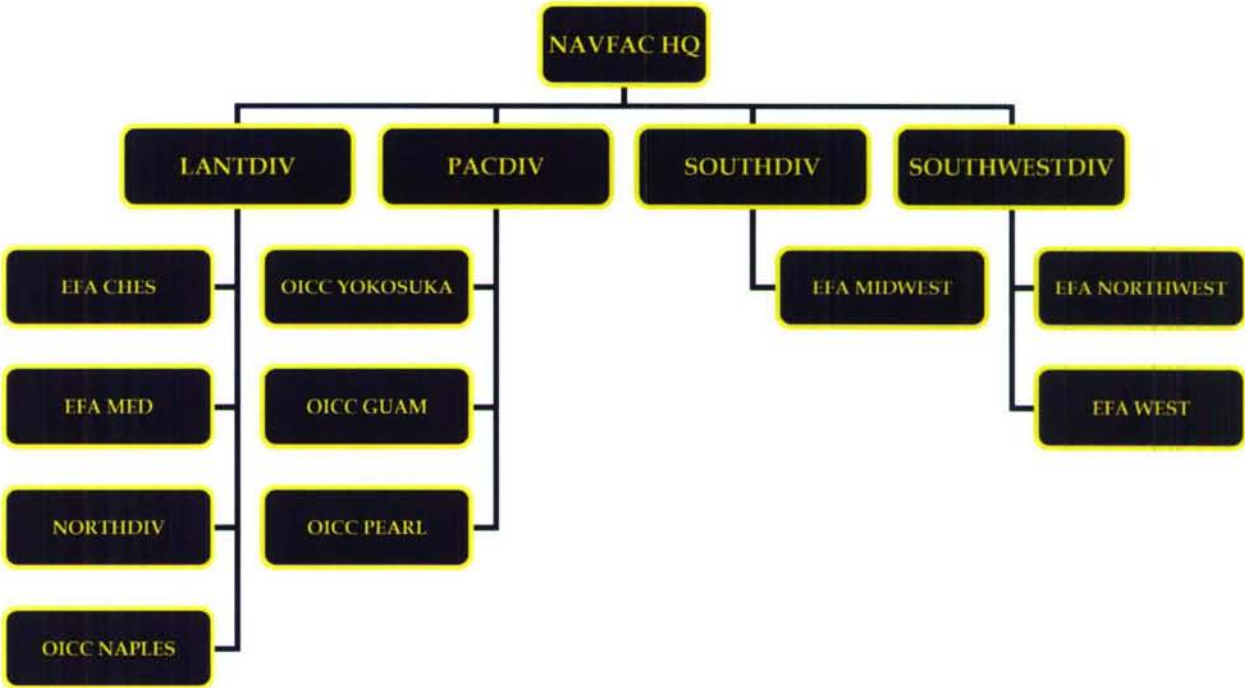 NAVFAC HQ
LANTDIV
PACDIV
SOUTHDIV
SOUTHWESTDIV
EFA CHES
OICC YOKOSUKA
EFA MIDWEST
EFA NORTHWEST
EFA MED
OICC GUAM
EFA WEST
NORTHDIV
OICC PEARL
OICC NAPLES